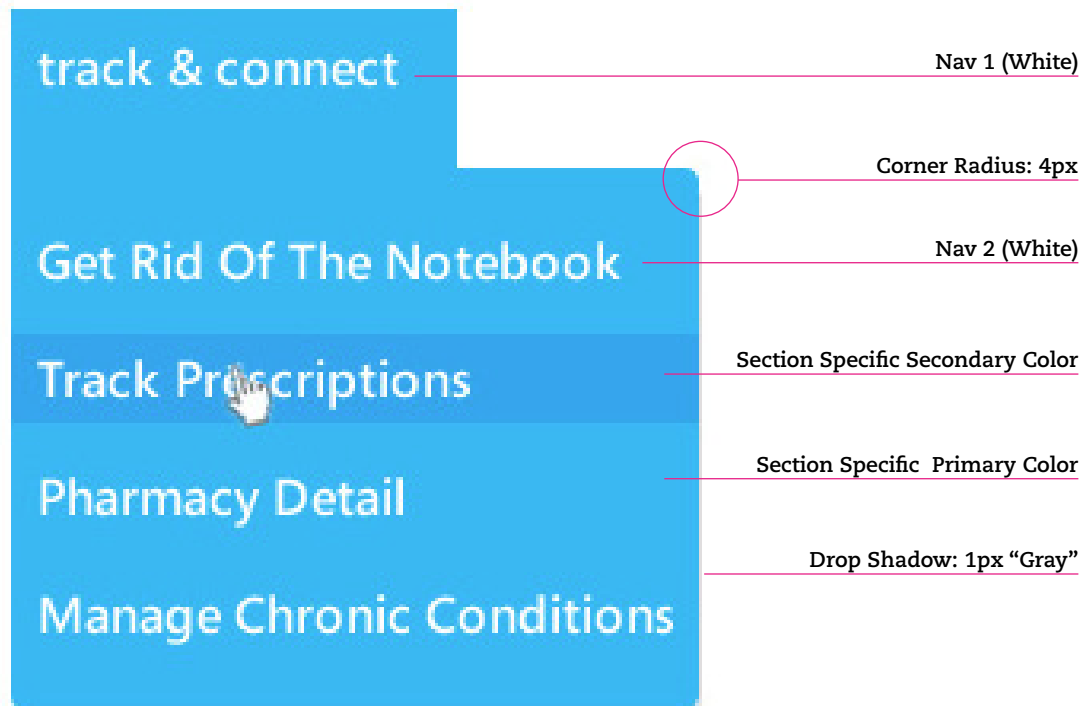 track & connect
Nav 1 (White)
Corner Radius: 4px
Get Rid Of The Notebook
Nav 2 (White)
Track Prescriptions
Section Specific Secondary Color
Section Specific  Primary Color
Pharmacy Detail
Drop Shadow: 1px “Gray”
Manage Chronic Conditions